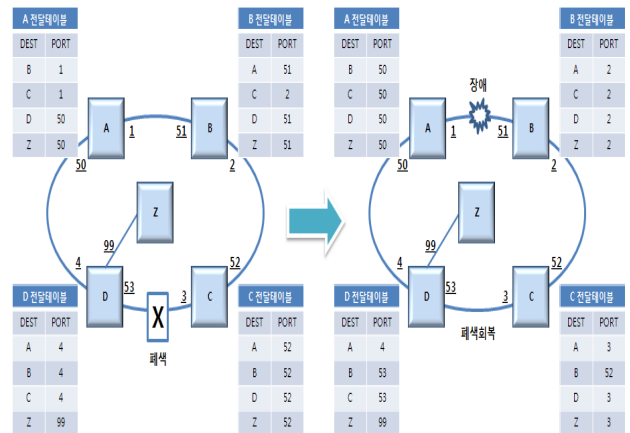 A 전달테이블
DEST PORT
B 1
C 1
D 50
Z 50
B 전달테이블
DEST PORT
A 51
C 2
D 51
Z 51
A
1
51
B
50
2
Z
99
4
53
D
X
폐색
3
C
52
D 전달테이블
DEST PORT
A 4
B 4
C 4
Z 99
C 전달테이블
DEST PORT
A 52
B 52
D 52
Z 52
A 전달테이블
DEST PORT
B 50
C 50
D 50
Z 50
B 전달테이블
DEST PORT
A 2
C 2
D 2
Z 2
장애
A
1
51
B
50
2
Z
99
4
53
D
3
C
52
폐색회복
D 전달테이블
DEST PORT
A 4
B 53
C 53
Z 99
C 전달테이블
DEST PORT
A 3
B 52
D 3
Z 3